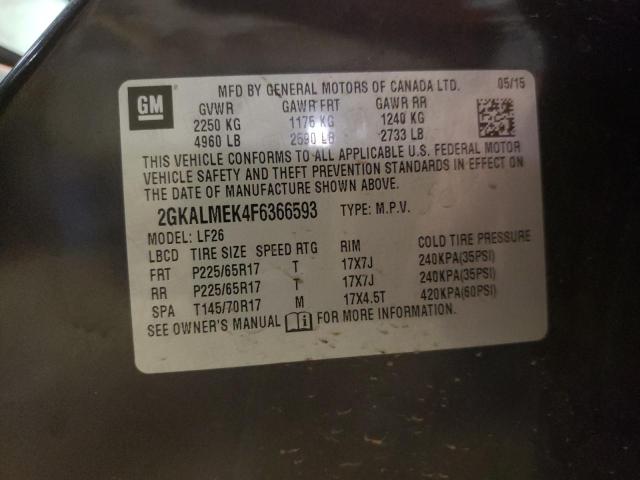 GM
MFD BY GENERAL MOTORS OF CANADA LTD. 05/15
GVWR GAWR FRT GAWR RR
2250 KG 1175 KG 1240 KG
4960 LB 2590 LB 2733 LB
THIS VEHICLE CONFORMS TO ALL APPLICABLE U.S. FEDERAL MOTOR
VEHICLE SAFETY AND THEFT PREVENTION STANDARDS IN EFFECT ON
THE DATE OF MANUFACTURE SHOWN ABOVE.
2GKALMEK4F6366593 TYPE: M.P.V.
MODEL: LF26
LBCD TIRE SIZE SPEED RTG RIM COLD TIRE PRESSURE
FRT P225/65R17 T 17X7J 240KPA(35PSI)
RR P225/65R17 T 17X7J 240KPA(35PSI)
SPA T145/70R17 M 17X4.5T 420KPA(60PSI)
SEE OWNER'S MANUAL FOR MORE INFORMATION.